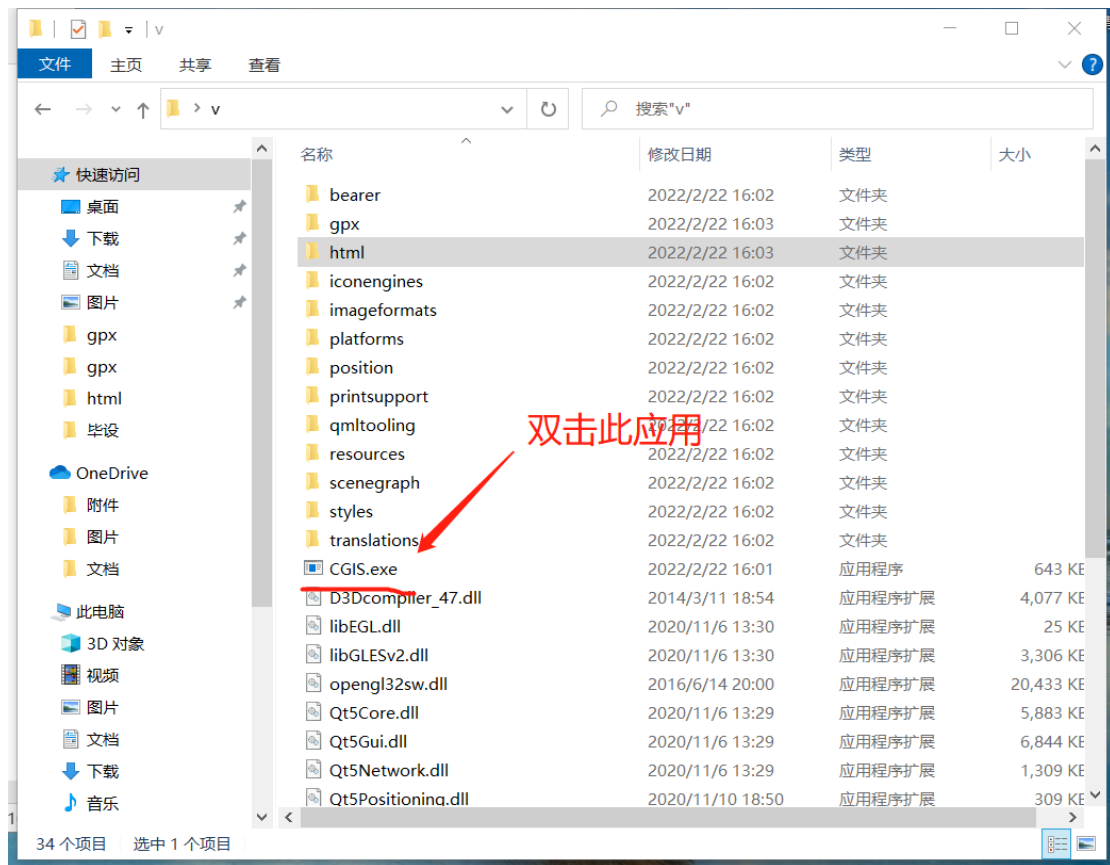 v
文件 主页 共享 查看
v
搜索"v"
名称 修改日期 类型 大小
快速访问
桌面
下载
文档
图片
gpx
gpx
html
毕设
OneDrive
附件
图片
文档
此电脑
3D 对象
视频
图片
文档
下载
音乐
bearer 2022/2/22 16:02 文件夹
gpx 2022/2/22 16:03 文件夹
html 2022/2/22 16:03 文件夹
iconengines 2022/2/22 16:02 文件夹
imageformats 2022/2/22 16:02 文件夹
platforms 2022/2/22 16:02 文件夹
position 2022/2/22 16:02 文件夹
printsupport 2022/2/22 16:02 文件夹
双击此应用
qmltooling 2022/2/22 16:02 文件夹
resources 2022/2/22 16:02 文件夹
scenegraph 2022/2/22 16:02 文件夹
styles 2022/2/22 16:02 文件夹
translations 2022/2/22 16:02 文件夹
CGIS.exe 2022/2/22 16:01 应用程序 643 KB
D3Dcompiler_47.dll 2014/3/11 18:54 应用程序扩展 4,077 KB
libEGL.dll 2020/11/6 13:30 应用程序扩展 25 KB
libGLESv2.dll 2020/11/6 13:30 应用程序扩展 3,306 KB
opengl32sw.dll 2016/6/14 20:00 应用程序扩展 20,433 KB
Qt5Core.dll 2020/11/6 13:29 应用程序扩展 5,883 KB
Qt5Gui.dll 2020/11/6 13:29 应用程序扩展 6,844 KB
Qt5Network.dll 2020/11/6 13:29 应用程序扩展 1,309 KB
Qt5Positioning.dll 2020/11/10 18:50 应用程序扩展 309 KB
34 个项目 选中 1 个项目